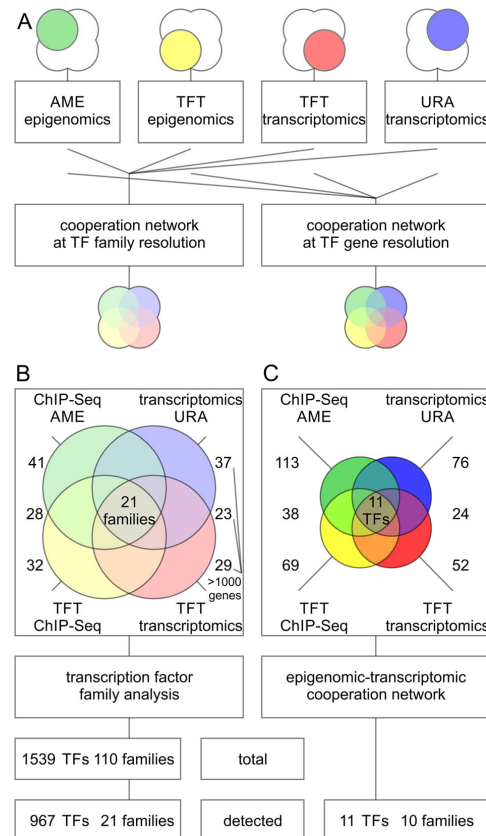 A
AME
epigenomics
TFT
epigenomics
TFT
transcriptomics
URA
transcriptomics
cooperation network
at TF family resolution
cooperation network
at TF gene resolution
B
ChIP-Seq
AME
transcriptomics
URA
41
37
21
families
28
23
32
29
>1000
genes
TFT
ChIP-Seq
TFT
transcriptomics
C
ChIP-Seq
AME
transcriptomics
URA
113
76
11
TFs
38
24
69
52
TFT
ChIP-Seq
TFT
transcriptomics
transcription factor
family analysis
epigenomic-transcriptomic
cooperation network
1539 TFs 110 families
total
967 TFs 21 families
detected
11 TFs 10 families